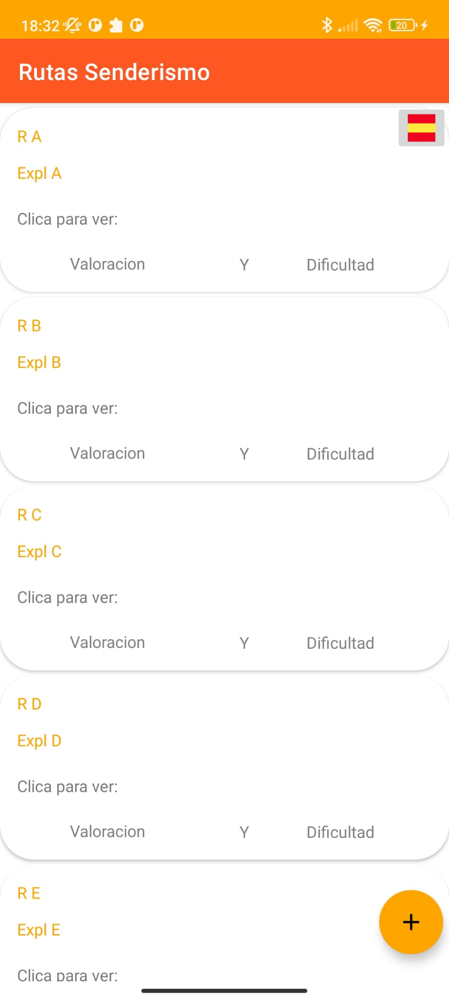 18:32
20
Rutas Senderismo
R A
Expl A
Clica para ver:
Valoracion Y Dificultad
R B
Expl B
Clica para ver:
Valoracion Y Dificultad
R C
Expl C
Clica para ver:
Valoracion Y Dificultad
R D
Expl D
Clica para ver:
Valoracion Y Dificultad
R E
Expl E
Clica para ver:
+